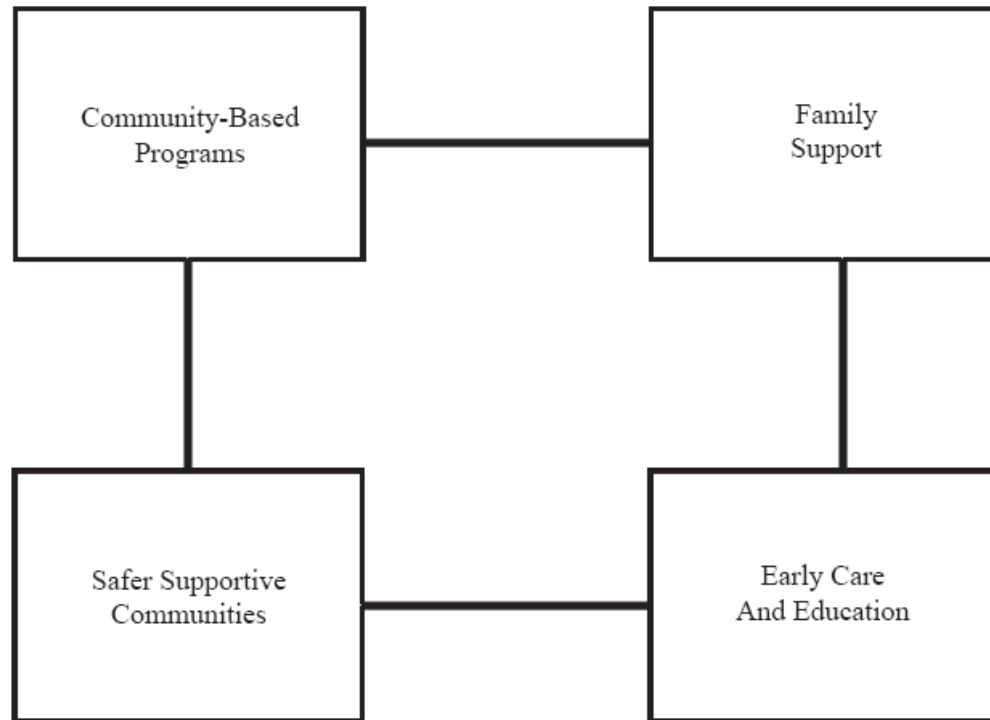 Community-Based
Programs
Family
Support
Safer Supportive
Communities
Early Care
And Education